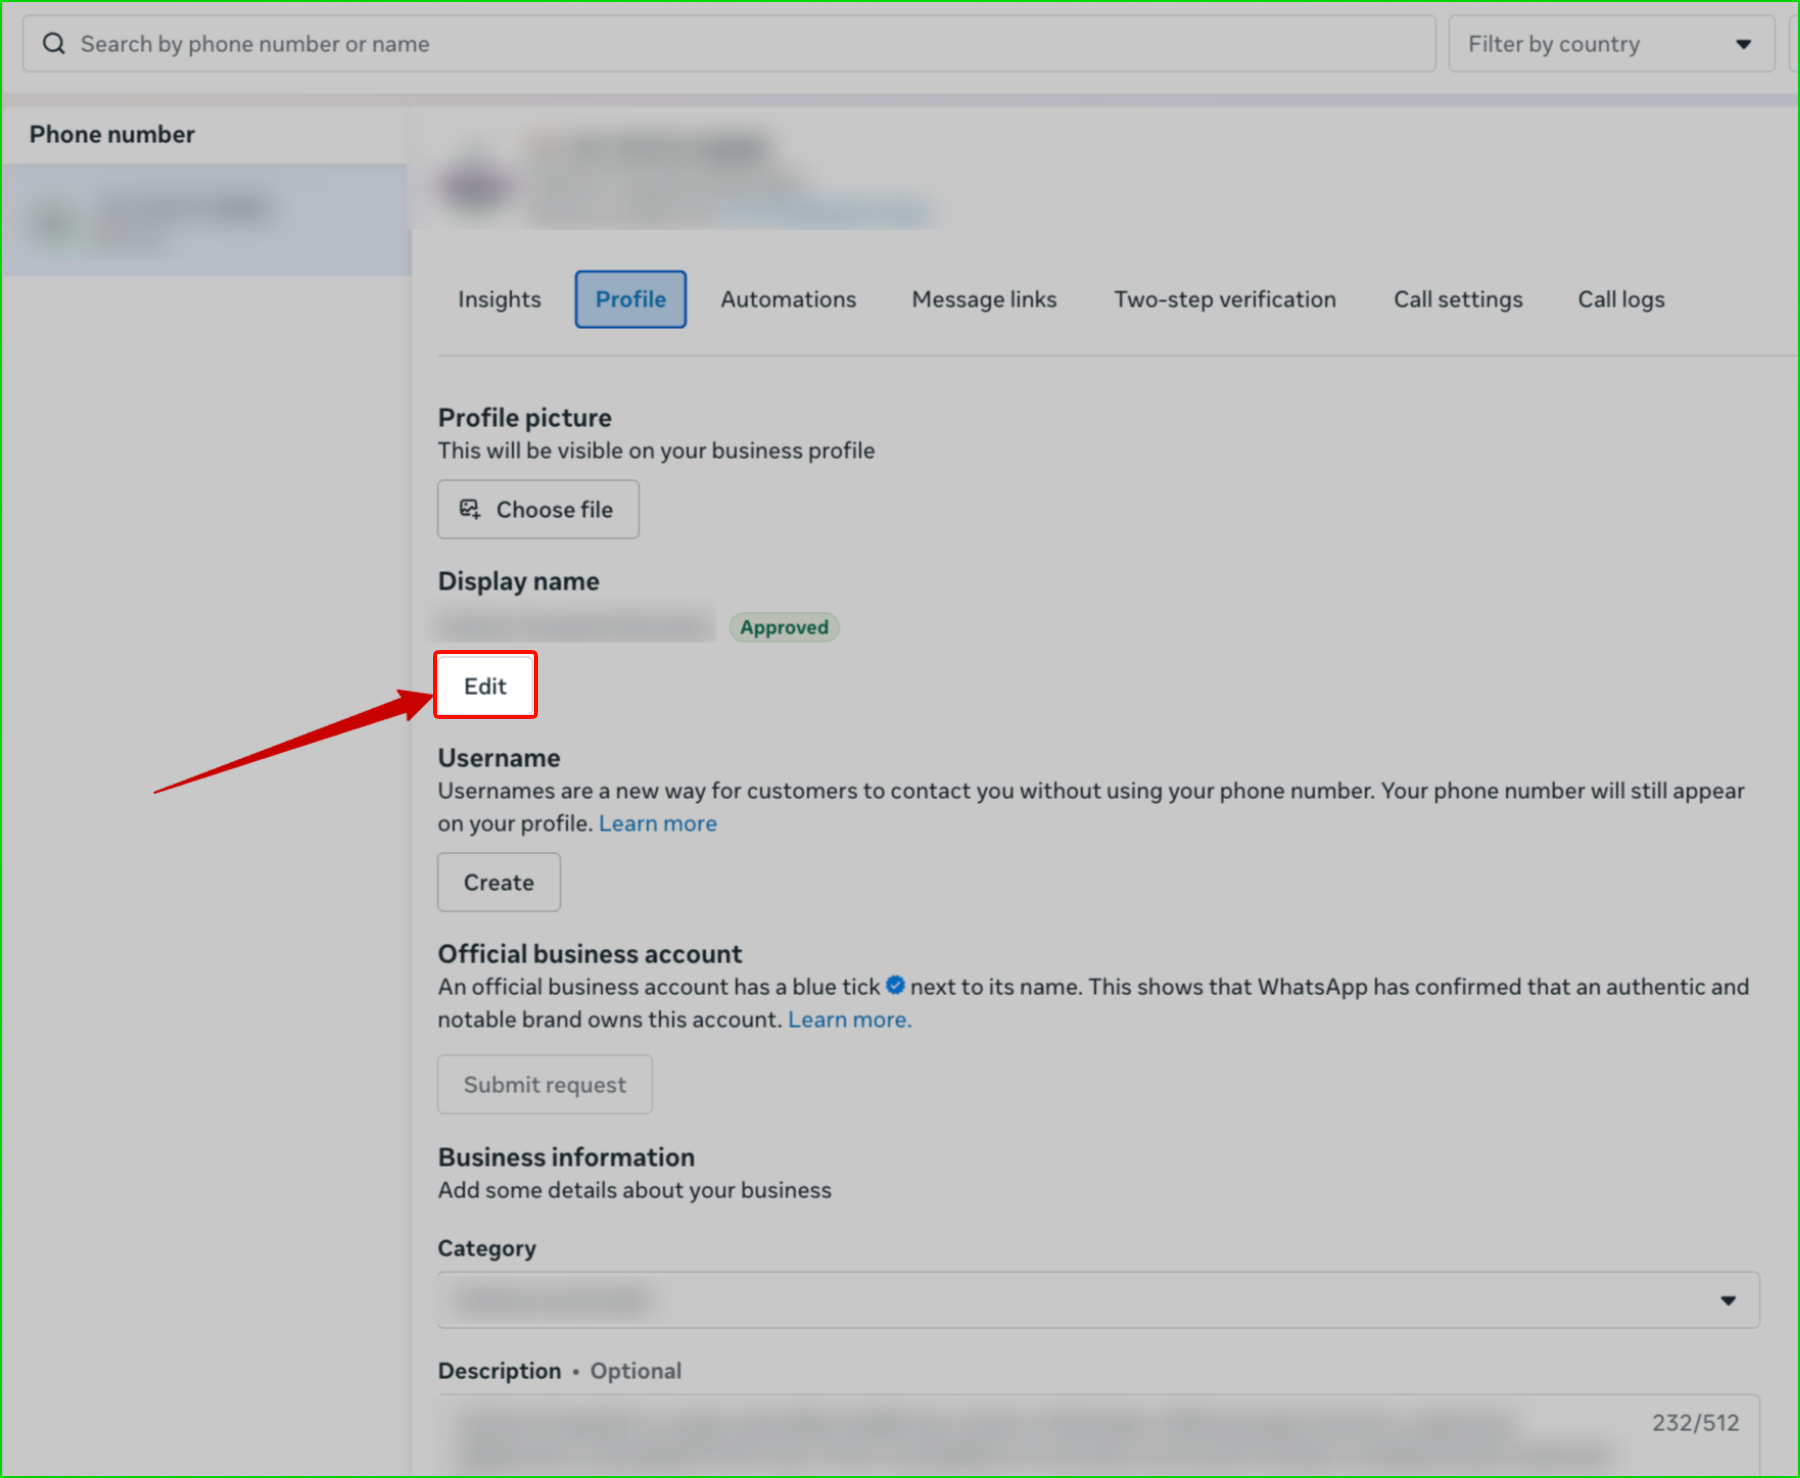 Search by phone number or name
Filter by country
Phone number
Insights
Profile
Automations
Message links
Two-step verification
Call settings
Call logs
Profile picture
This will be visible on your business profile
Choose file
Display name
Approved
Edit
Username
Usernames are a new way for customers to contact you without using your phone number. Your phone number will still appear
on your profile. Learn more
Create
Official business account
An official business account has a blue tick next to its name. This shows that WhatsApp has confirmed that an authentic and
notable brand owns this account. Learn more.
Submit request
Business information
Add some details about your business
Category
Description • Optional
232/512